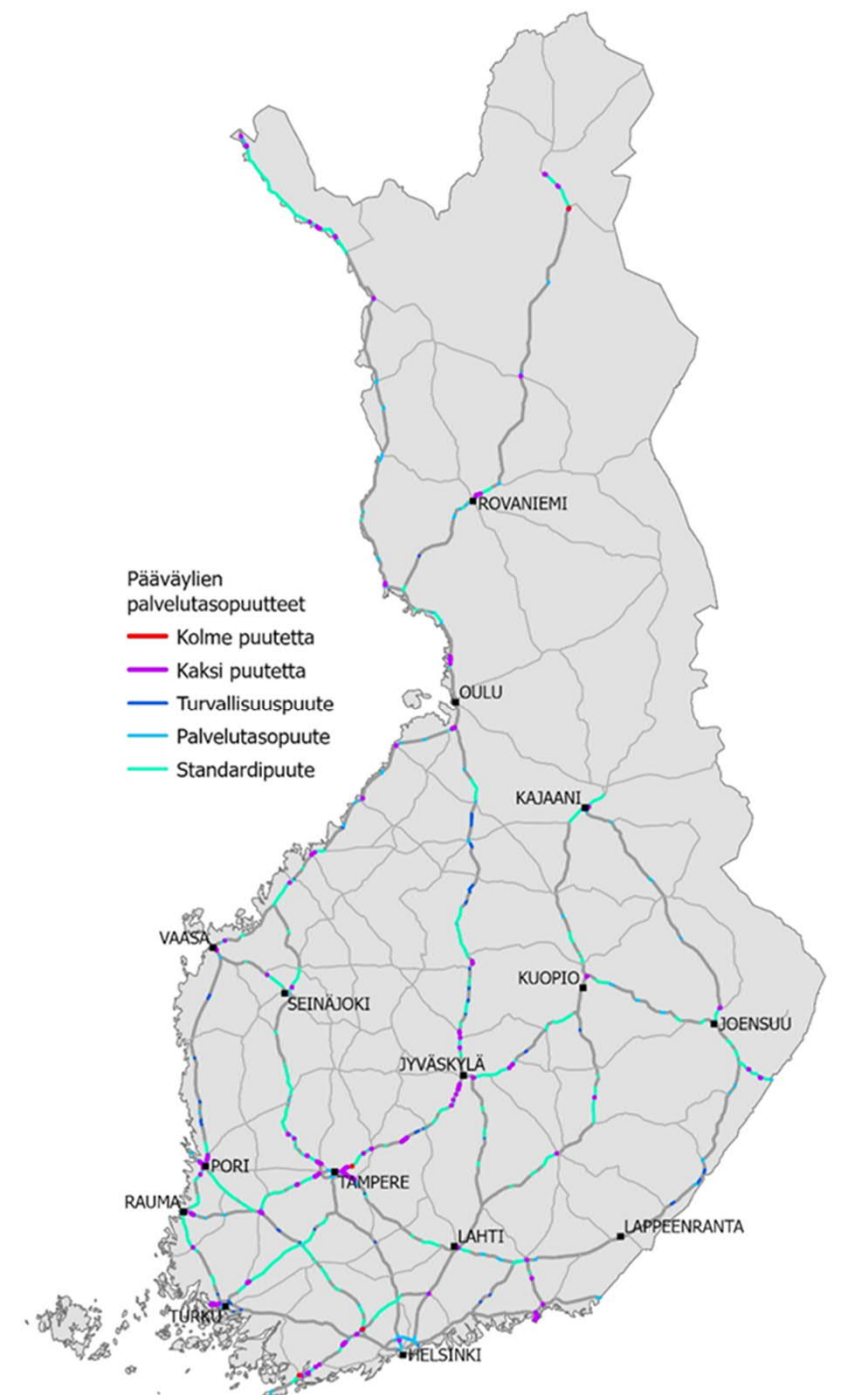 ROVANIEMI
Pääväylien
palvelutasopuutteet
Kolme puutetta
Kaksi puutetta
Turvallisuuspuute
Palvelutasopuute
Standardipuute
OULU
KAJAANI
VAASA
KUOPIO
SEINÄJOKI
JOENSUU
JYVÄSKYLÄ
PORI
TAMPERE
RAUMA
LAPPEENRANTA
LAHTI
TURKU
HELSINKI